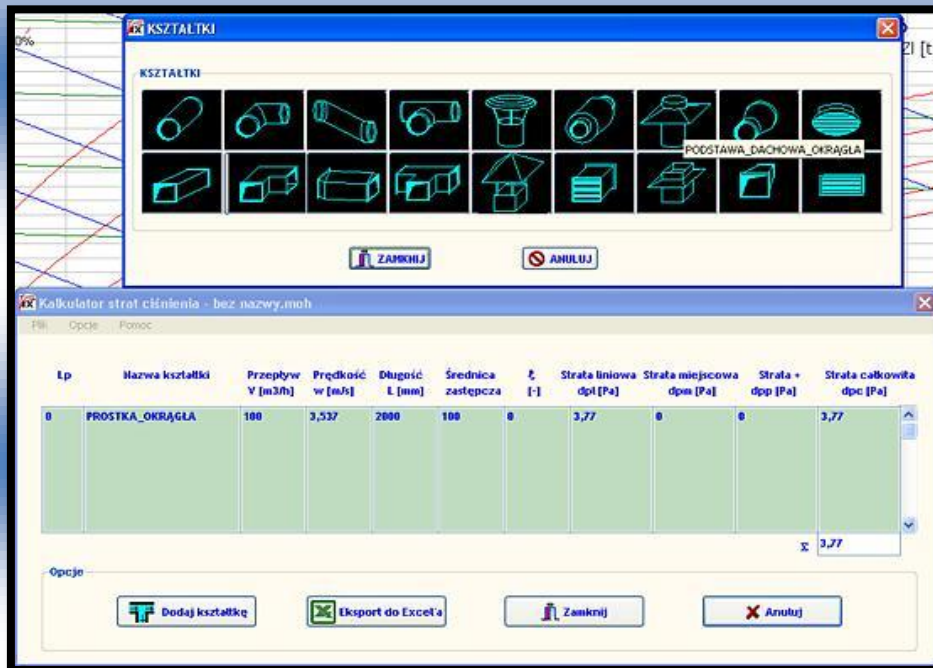 KSZTAŁTKI
0%
ZI [t
KSZTAŁTKI
PODSTAWA_DACHOWA_OKRĄGŁA
ZAMKNIJ
ANULUJ
Kalkulator strat ciśnienia - bez nazwy.moh
Plik Opcje Pomoc
Lp Nazwa kształtki Przepływ Prędkość Długość Średnica ξ Strata liniowa Strata miejscowa Strata + Strata całkowita
V [m3/h] w [m/s] L [mm] zastępcza [-] dpl [Pa] dpm [Pa] dpp [Pa] dpc [Pa]
0 PROSTKA_OKRĄGŁA 100 3,537 2000 100 0 3,77 0 0 3,77
Σ 3,77
Opcje
Dodaj kształtkę Eksport do Excel'a Zamknij Anuluj